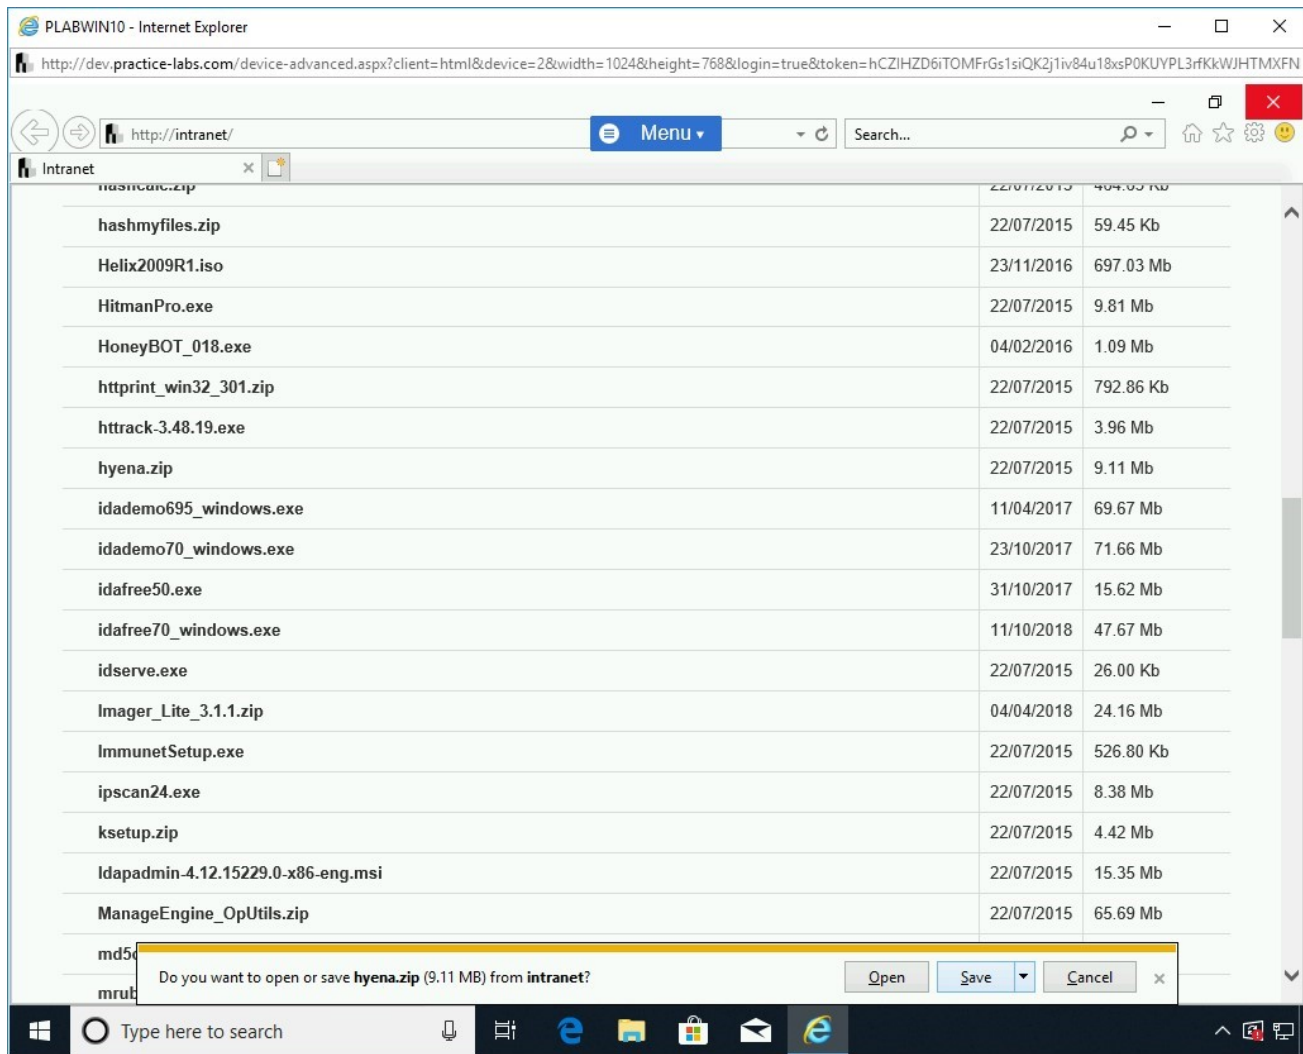 PLABWIN10 - Internet Explorer
http://dev.practice-labs.com/device-advanced.aspx?client=html&device=2&width=1024&height=768&login=true&token=hCZIHZD6iTOMFrGs1siQK2j1iv84u18xsP0KUYPL3rfKkWJHTMXFN
http://intranet/ Menu Search...
Intranet
hashcalc.zip 22/07/2015 464.65 Kb
hashmyfiles.zip 22/07/2015 59.45 Kb
Helix2009R1.iso 23/11/2016 697.03 Mb
HitmanPro.exe 22/07/2015 9.81 Mb
HoneyBOT_018.exe 04/02/2016 1.09 Mb
httprint_win32_301.zip 22/07/2015 792.86 Kb
httrack-3.48.19.exe 22/07/2015 3.96 Mb
hyena.zip 22/07/2015 9.11 Mb
idademo695_windows.exe 11/04/2017 69.67 Mb
idademo70_windows.exe 23/10/2017 71.66 Mb
idafree50.exe 31/10/2017 15.62 Mb
idafree70_windows.exe 11/10/2018 47.67 Mb
idserve.exe 22/07/2015 26.00 Kb
Imager_Lite_3.1.1.zip 04/04/2018 24.16 Mb
ImmunetSetup.exe 22/07/2015 526.80 Kb
ipscan24.exe 22/07/2015 8.38 Mb
ksetup.zip 22/07/2015 4.42 Mb
ldapadmin-4.12.15229.0-x86-eng.msi 22/07/2015 15.35 Mb
ManageEngine_OpUtils.zip 22/07/2015 65.69 Mb
md5
Do you want to open or save hyena.zip (9.11 MB) from intranet? Open Save Cancel
mrub
Type here to search